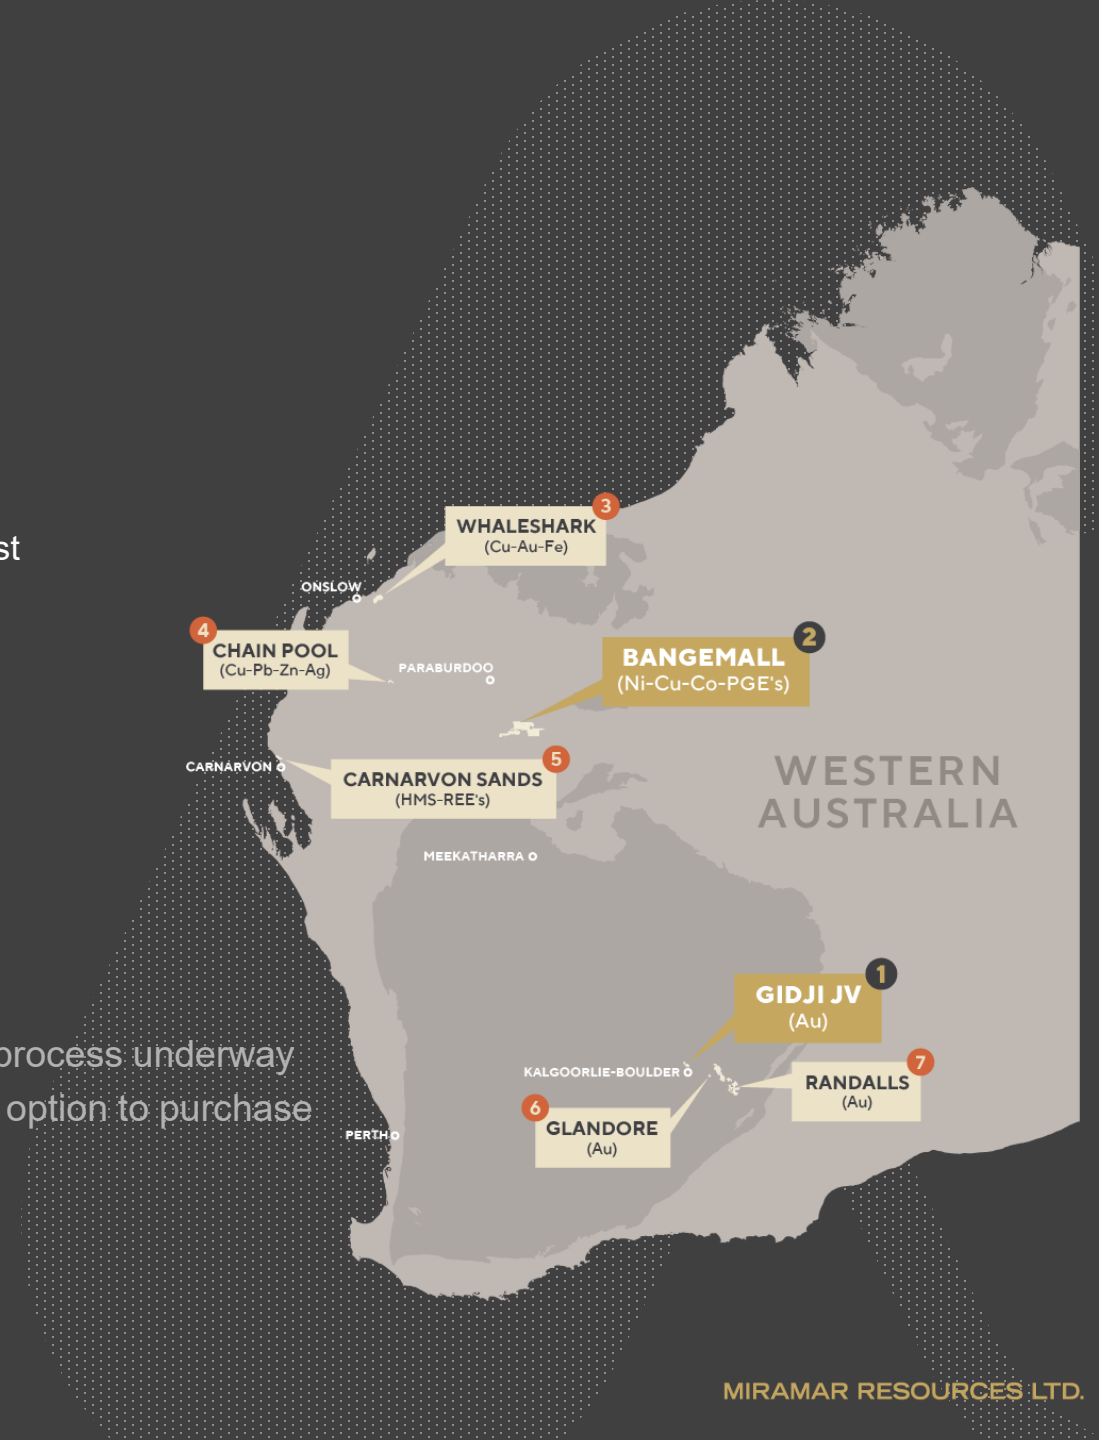 st
3
WHALESHARK
(Cu-Au-Fe)
ONSLOW
4
CHAIN POOL
(Cu-Pb-Zn-Ag)
PARABURDOO
2
BANGEMALL
(Ni-Cu-Co-PGE's)
CARNARVON
5
CARNARVON SANDS
(HMS-REE's)
WESTERN
AUSTRALIA
MEEKATHARRA
1
GIDJI JV
(Au)
process underway
option to purchase
KALGOORLIE-BOULDER
7
RANDALLS
(Au)
6
GLANDORE
(Au)
PERTH
MIRAMAR RESOURCES LTD.